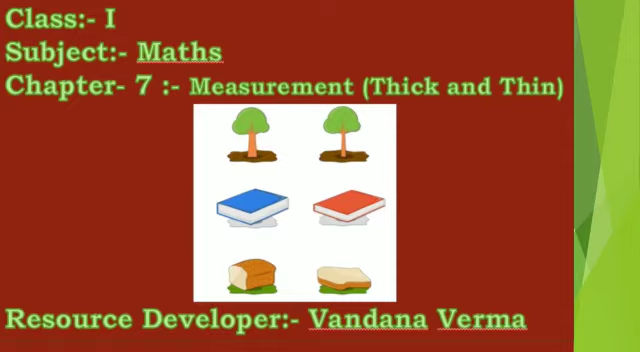 Class:- I
Subject:- Maths
Chapter- 7 :- Measurement (Thick and Thin)
Resource Developer:- Vandana Verma